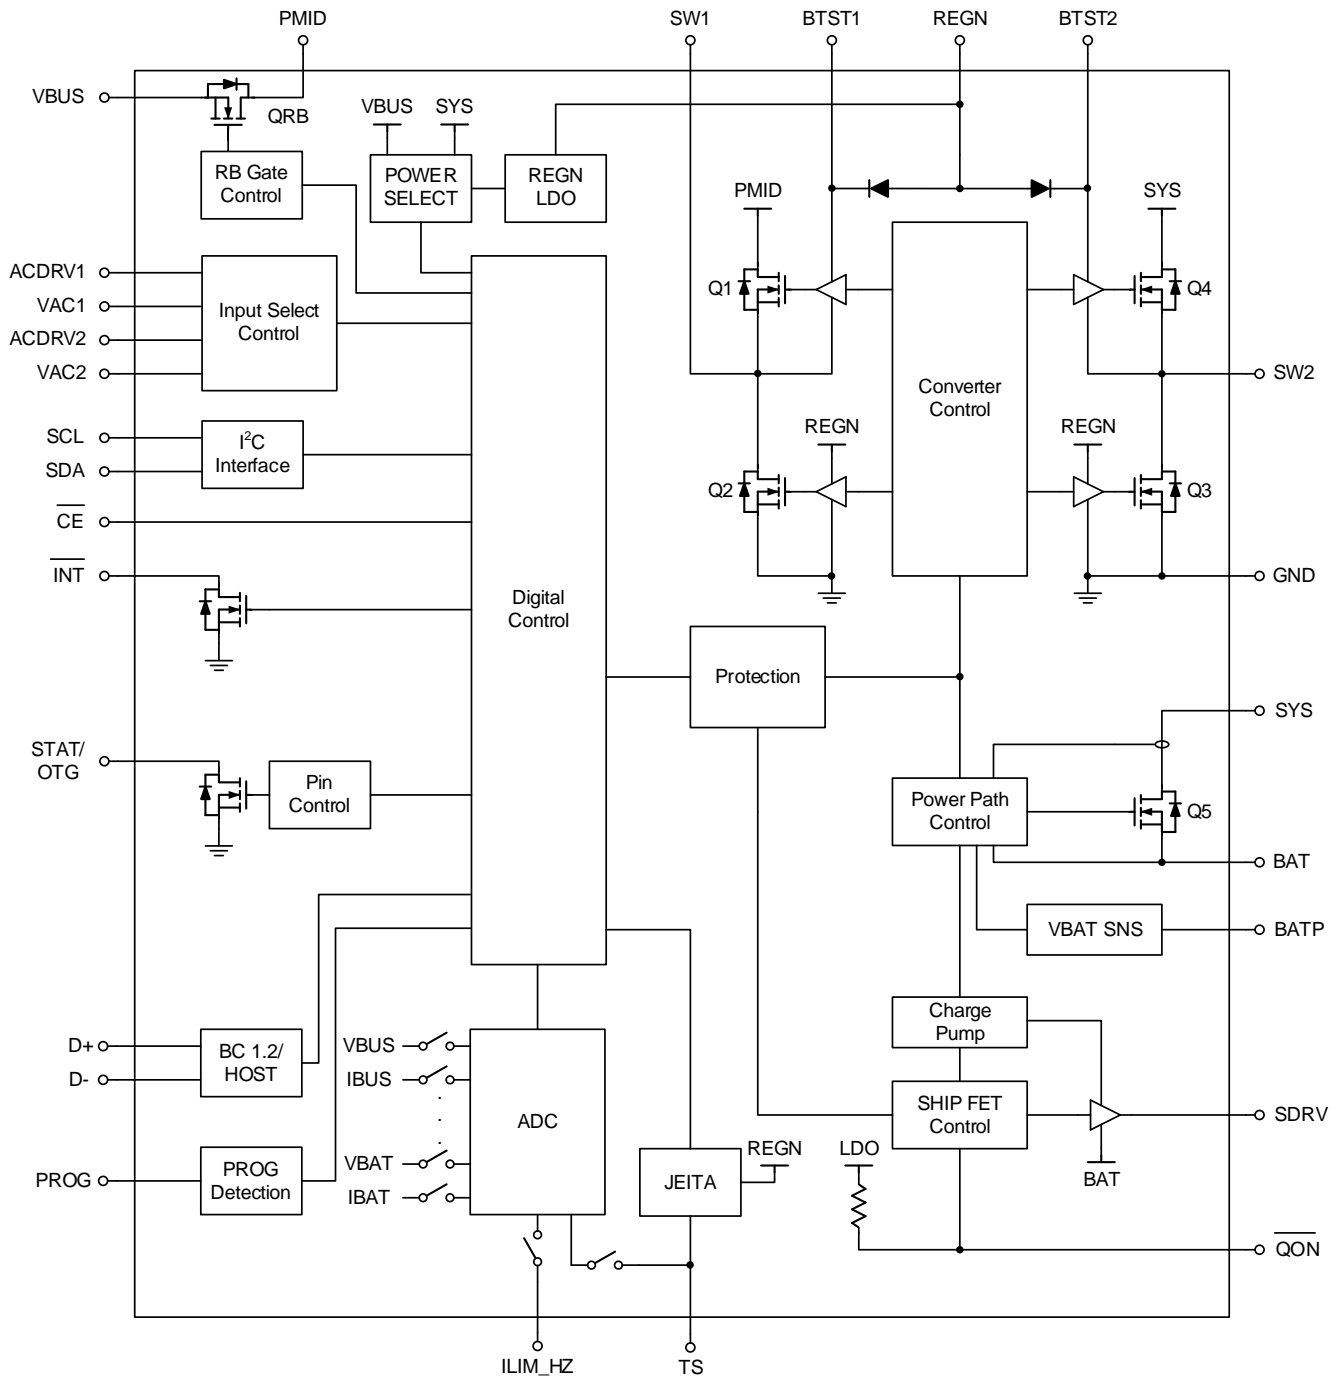 PMID
SW1
BTST1
REGN
BTST2
VBUS
QRB
VBUS
SYS
RB Gate
Control
POWER
SELECT
REGN
LDO
PMID
SYS
ACDRV1
VAC1
ACDRV2
VAC2
Input Select
Control
Q1
Q4
Converter
Control
SW2
SCL
SDA
I²C
Interface
REGN
REGN
Q2
Q3
CE
INT
GND
Digital
Control
Protection
SYS
STAT/
OTG
Pin
Control
Power Path
Control
Q5
BAT
VBAT SNS
BATP
Charge
Pump
D+
D-
BC 1.2/
HOST
VBUS
IBUS
.
.
.
.
VBAT
IBAT
ADC
SHIP FET
Control
SDRV
BAT
PROG
PROG
Detection
JEITA
REGN
LDO
QON
ILIM_HZ
TS